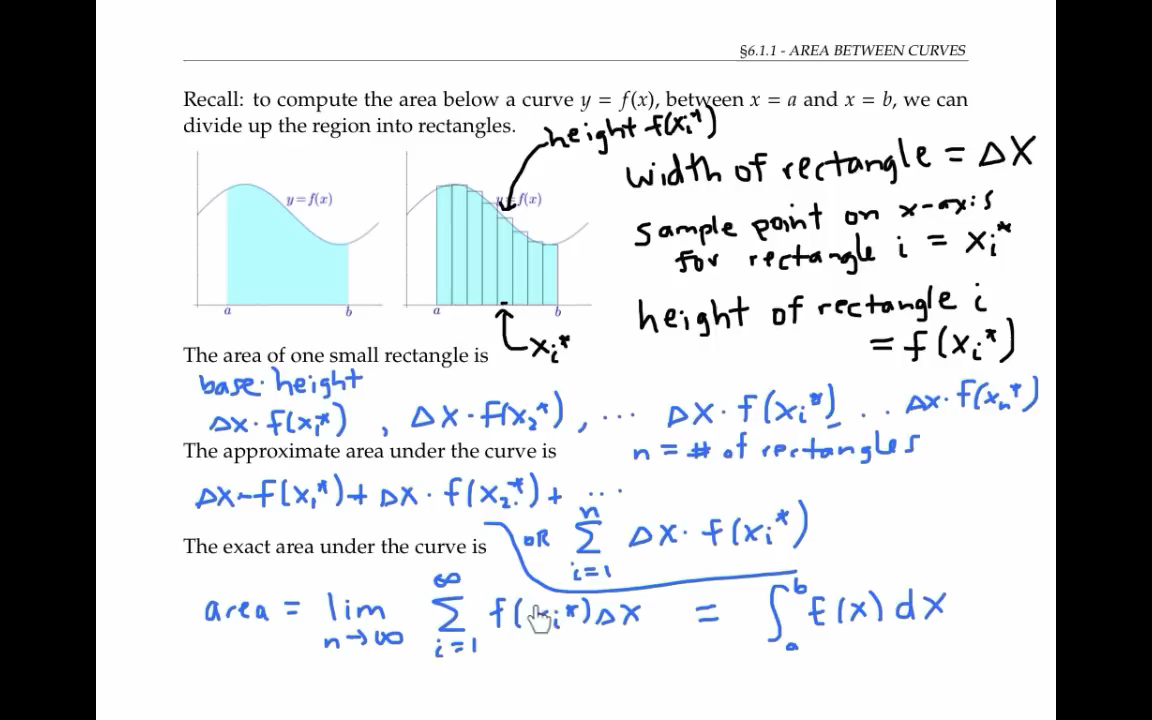 §6.1.1 - AREA BETWEEN CURVES
Recall: to compute the area below a curve y = f(x), between x = a and x = b, we can
divide up the region into rectangles.
height f(xᵢ*)
width of rectangle = ΔX
sample point on x-axis
for rectangle i = xᵢ*
height of rectangle i
= f(xᵢ*)
y = f(x)
a
b
y = f(x)
a
b
xᵢ*
The area of one small rectangle is
base · height
Δx · f(x₁*) , Δx · f(x₂*) , ... Δx · f(xᵢ*) .. Δx · f(xₙ*)
The approximate area under the curve is
n = # of rectangles
Δx · f(x₁*) + Δx · f(x₂*) + ...
OR ∑ᵢ₌₁ⁿ Δx · f(xᵢ*)
The exact area under the curve is
area = lim n→∞ ∑ i=1 ∞ f(xᵢ*) Δx = ∫ₐᵇ f(x) dx